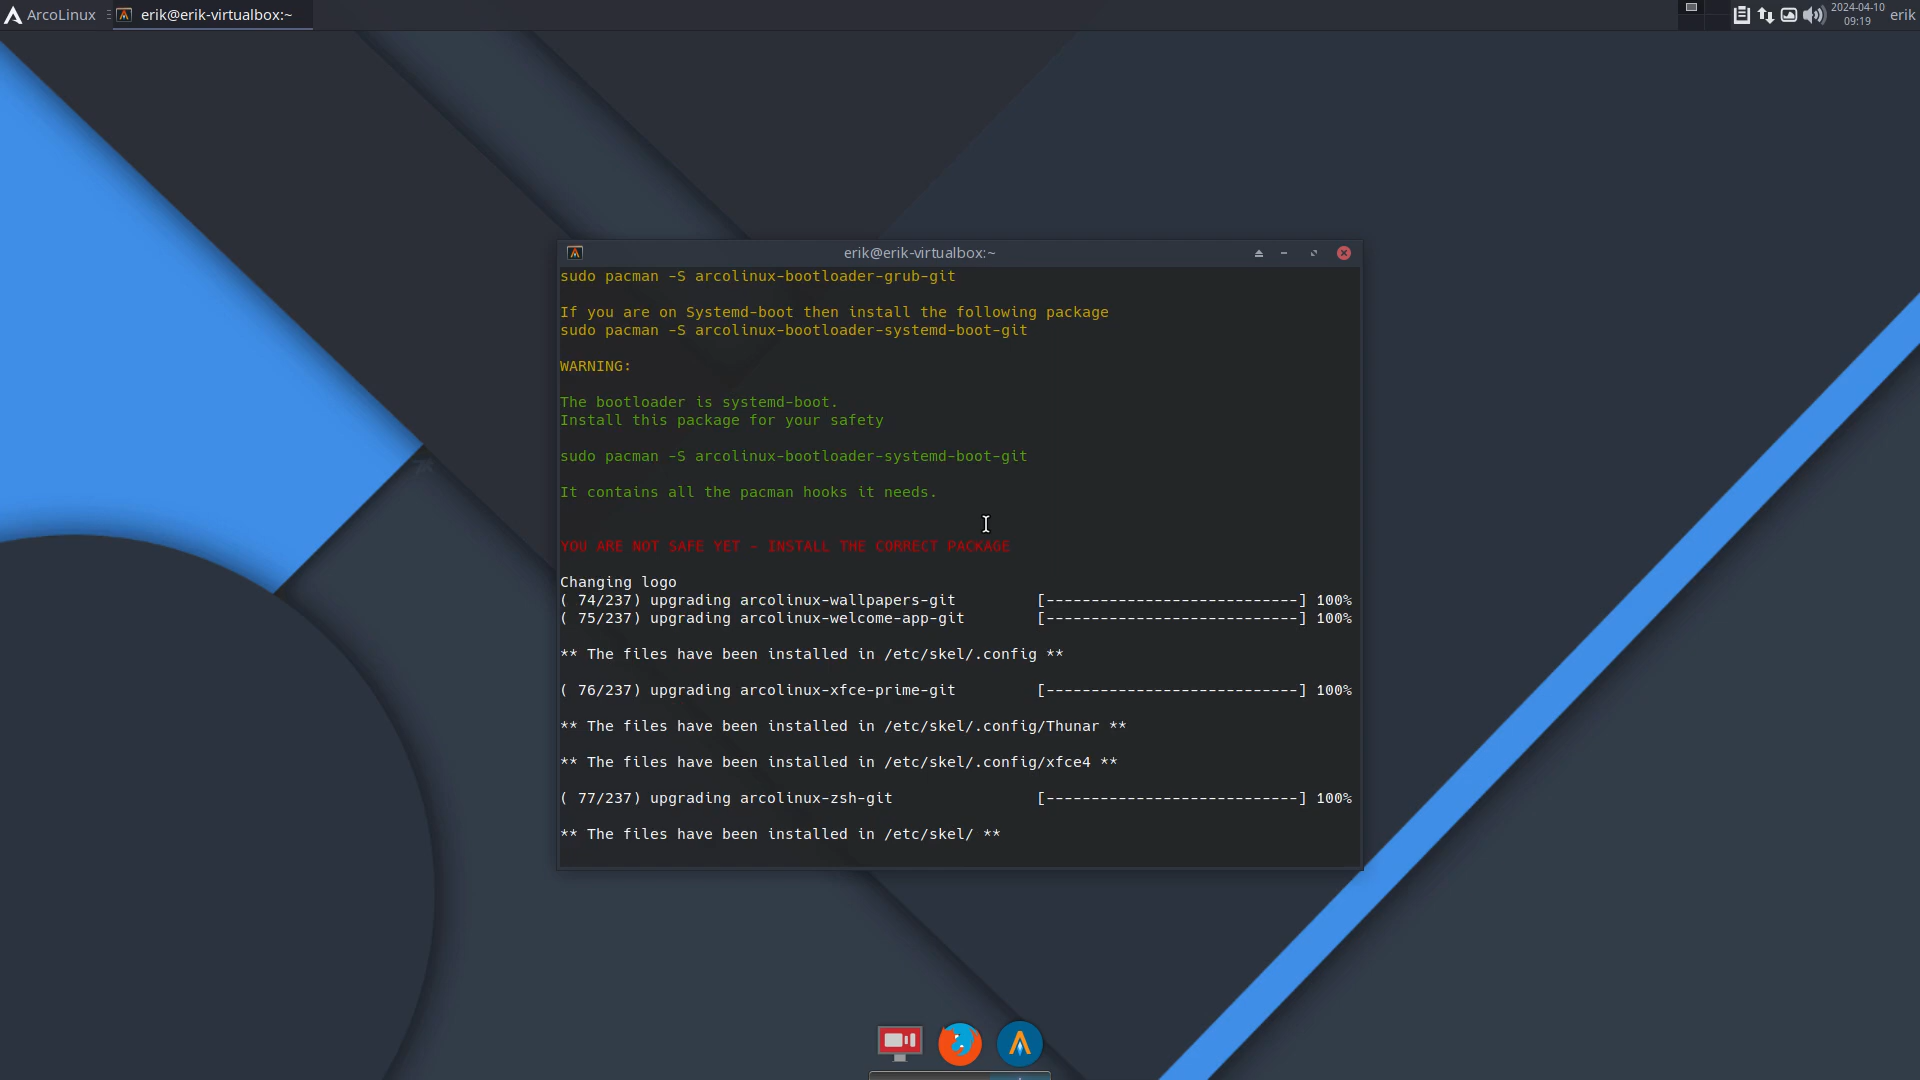 ArcoLinux
erik@erik-virtualbox:~
2024-04-10
09:19
erik
erik@erik-virtualbox:~
sudo pacman -S arcolinux-bootloader-grub-git
If you are on Systemd-boot then install the following package
sudo pacman -S arcolinux-bootloader-systemd-boot-git
WARNING:
The bootloader is systemd-boot.
Install this package for your safety
sudo pacman -S arcolinux-bootloader-systemd-boot-git
It contains all the pacman hooks it needs.
YOU ARE NOT SAFE YET - INSTALL THE CORRECT PACKAGE
Changing logo
( 74/237) upgrading arcolinux-wallpapers-git [----------------------------] 100%
( 75/237) upgrading arcolinux-welcome-app-git [----------------------------] 100%
** The files have been installed in /etc/skel/.config **
( 76/237) upgrading arcolinux-xfce-prime-git [----------------------------] 100%
** The files have been installed in /etc/skel/.config/Thunar **
** The files have been installed in /etc/skel/.config/xfce4 **
( 77/237) upgrading arcolinux-zsh-git [----------------------------] 100%
** The files have been installed in /etc/skel/ **